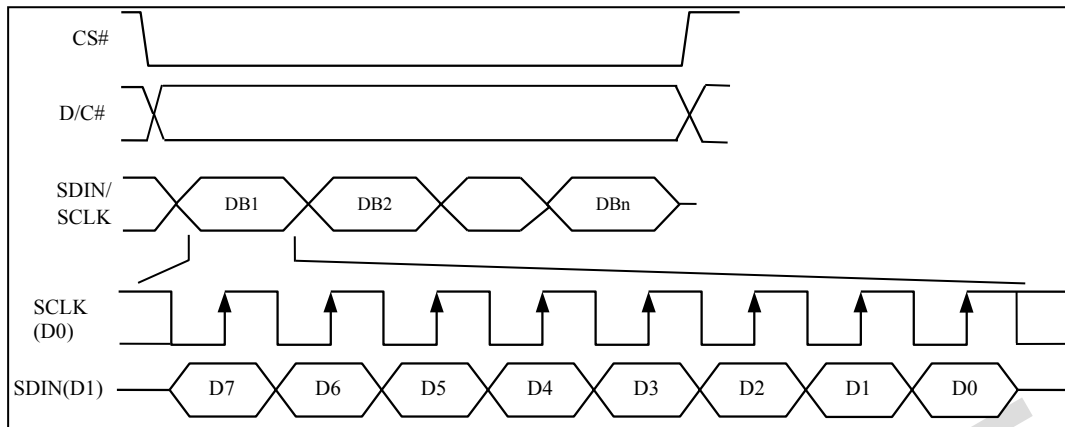 CS#
D/C#
SDIN/
SCLK
DB1 DB2 DBn
SCLK
(D0)
SDIN(D1) D7 D6 D5 D4 D3 D2 D1 D0